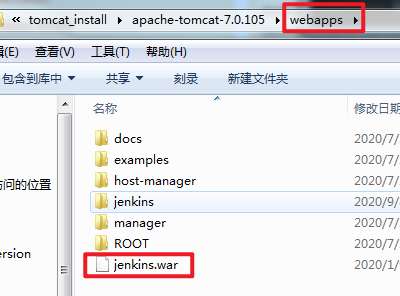 tomcat_install ▸ apache-tomcat-7.0.105 ▸ webapps ▸
(E) 查看(V) 工具(T) 帮助(H)
包含到库中 ▼ 共享 ▼ 刻录 新建文件夹
名称 修改日期
docs 2020/7/
examples 2020/7/
host-manager 2020/7/
问的位置 jenkins 2020/9/
manager 2020/7/
ROOT 2020/7/
ersion jenkins.war 2020/1/